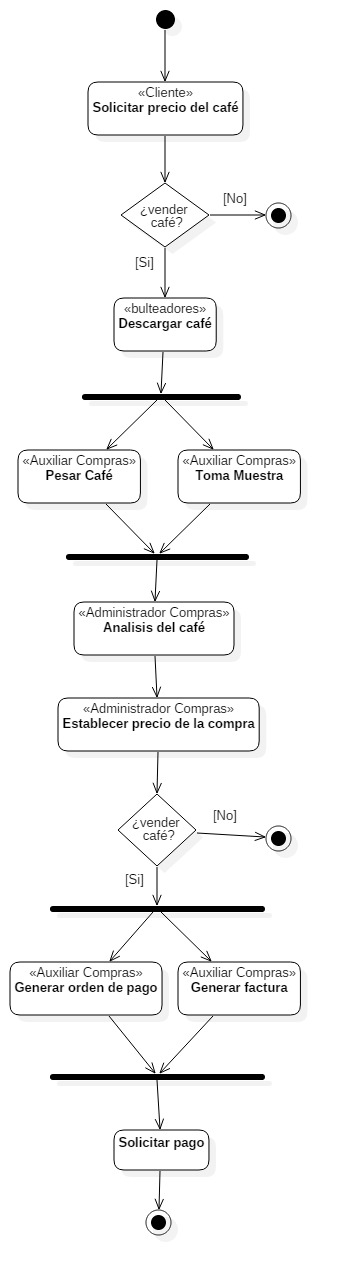 «Cliente»
Solicitar precio del café
¿vender
café?
[No]
[Si]
«bulteadores»
Descargar café
«Auxiliar Compras»
Pesar Café
«Auxiliar Compras»
Toma Muestra
«Administrador Compras»
Analisis del café
«Administrador Compras»
Establecer precio de la compra
¿vender
café?
[No]
[Si]
«Auxiliar Compras»
Generar orden de pago
«Auxiliar Compras»
Generar factura
Solicitar pago